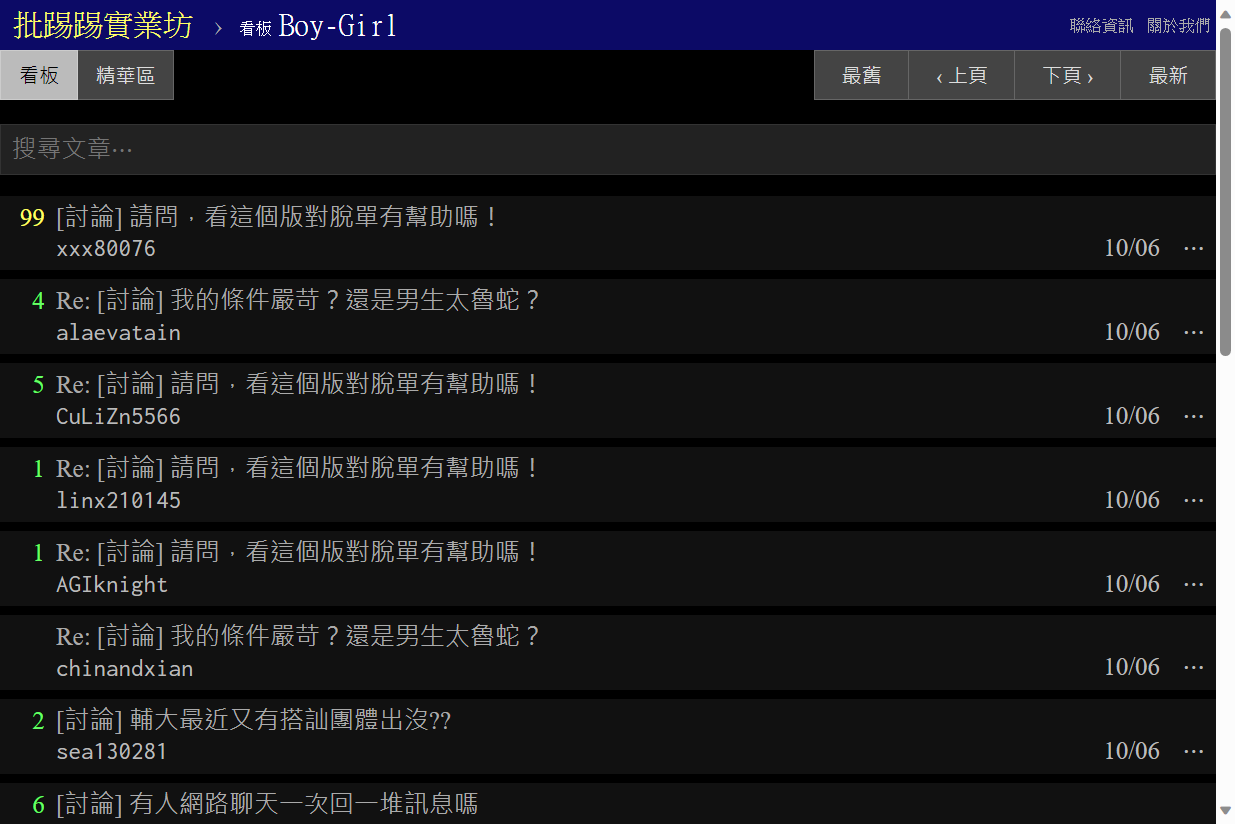 批踢踢實業坊 › 看板 Boy-Girl 聯絡資訊 關於我們
看板 精華區 最舊 ‹ 上頁 下頁 › 最新
搜尋文章⋯
99 [討論] 請問，看這個版對脫單有幫助嗎！
xxx80076 10/06 ⋯
4 Re: [討論] 我的條件嚴苛？還是男生太魯蛇？
alaevatain 10/06 ⋯
5 Re: [討論] 請問，看這個版對脫單有幫助嗎！
CuLiZn5566 10/06 ⋯
1 Re: [討論] 請問，看這個版對脫單有幫助嗎！
linx210145 10/06 ⋯
1 Re: [討論] 請問，看這個版對脫單有幫助嗎！
AGIknight 10/06 ⋯
Re: [討論] 我的條件嚴苛？還是男生太魯蛇？
chinandxian 10/06 ⋯
2 [討論] 輔大最近又有搭訕團體出沒??
sea130281 10/06 ⋯
6 [討論] 有人網路聊天一次回一堆訊息嗎